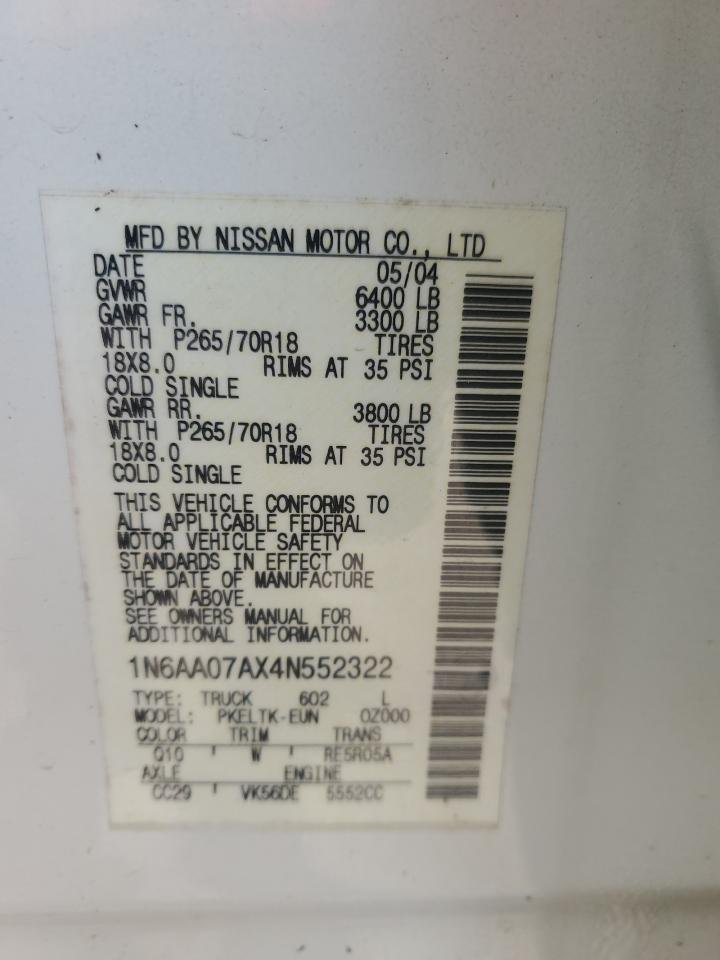 MFD BY NISSAN MOTOR CO., LTD
DATE 05/04
GVWR 6400 LB
GAWR FR. 3300 LB
WITH P265/70R18 TIRES
18X8.0 RIMS AT 35 PSI
COLD SINGLE
GAWR RR. 3800 LB
WITH P265/70R18 TIRES
18X8.0 RIMS AT 35 PSI
COLD SINGLE
THIS VEHICLE CONFORMS TO
ALL APPLICABLE FEDERAL
MOTOR VEHICLE SAFETY
STANDARDS IN EFFECT ON
THE DATE OF MANUFACTURE
SHOWN ABOVE.
SEE OWNERS MANUAL FOR
ADDITIONAL INFORMATION.
1N6AA07AX4N552322
TYPE: TRUCK 602 L
MODEL: PKELTK-EUN 0Z000
COLOR TRIM TRANS
Q10 W RE5R05A
AXLE ENGINE
CC29 VK56DE 5552CC